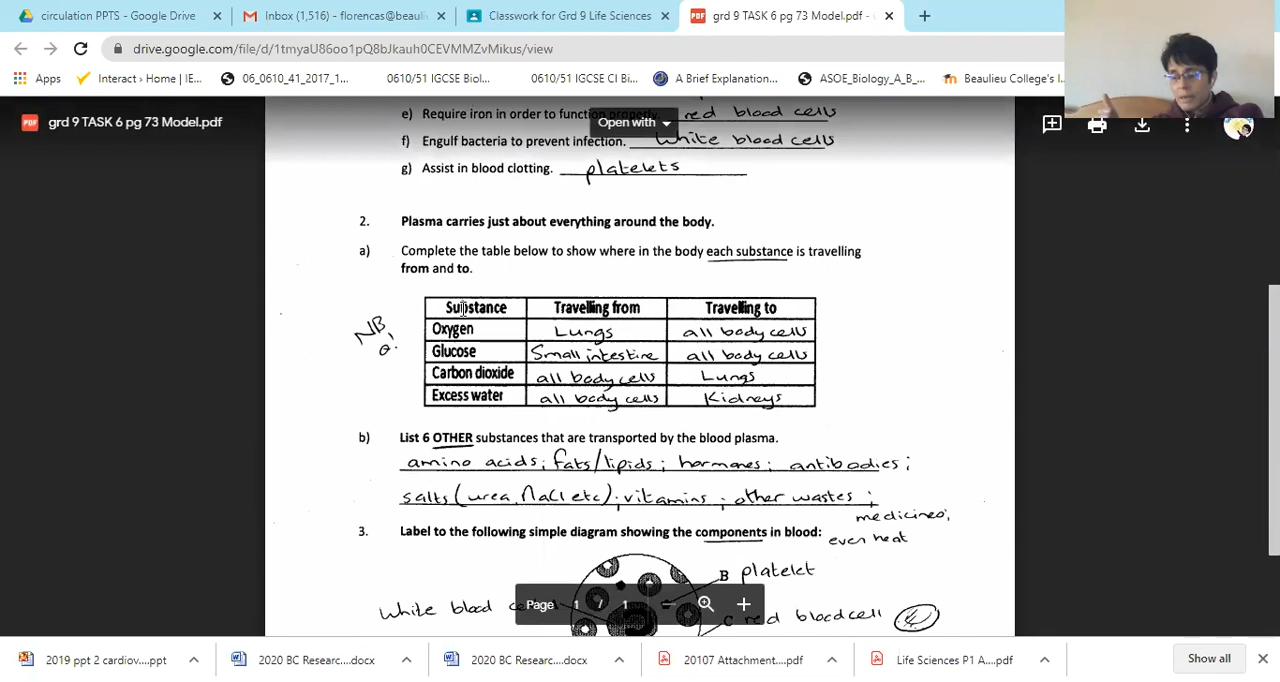 circulation PPTS - Google Drive
Inbox (1,516) - florencas@beauli
Classwork for Grd 9 Life Sciences
grd 9 TASK 6 pg 73 Model.pdf -
drive.google.com/file/d/1tmyaU86oo1pQ8bJkauh0CEVMMZvMikus/view
Apps
Interact › Home | IE...
06_0610_41_2017_1...
0610/51 IGCSE Biol...
0610/51 IGCSE CI Bi...
A Brief Explanation...
ASOE_Biology_A_B_...
Beaulieu College's I...
grd 9 TASK 6 pg 73 Model.pdf
Open with
e) Require iron in order to function properly. red blood cells
f) Engulf bacteria to prevent infection. White blood cells
g) Assist in blood clotting. platelets
2. Plasma carries just about everything around the body.
a) Complete the table below to show where in the body each substance is travelling
from and to.
NB!
Substance Travelling from Travelling to
Oxygen Lungs all body cells
Glucose Small intestine all body cells
Carbon dioxide all body cells Lungs
Excess water all body cells Kidneys
b) List 6 OTHER substances that are transported by the blood plasma.
amino acids; fats/lipids; hormones; antibodies;
salts (urea, NaCl etc); vitamins; other wastes;
medicines;
even heat
3. Label to the following simple diagram showing the components in blood:
B platelet
White blood
C red blood cell
Page 1 / 1
2019 ppt 2 cardiov....ppt
2020 BC Researc....docx
2020 BC Researc....docx
20107 Attachment....pdf
Life Sciences P1 A....pdf
Show all